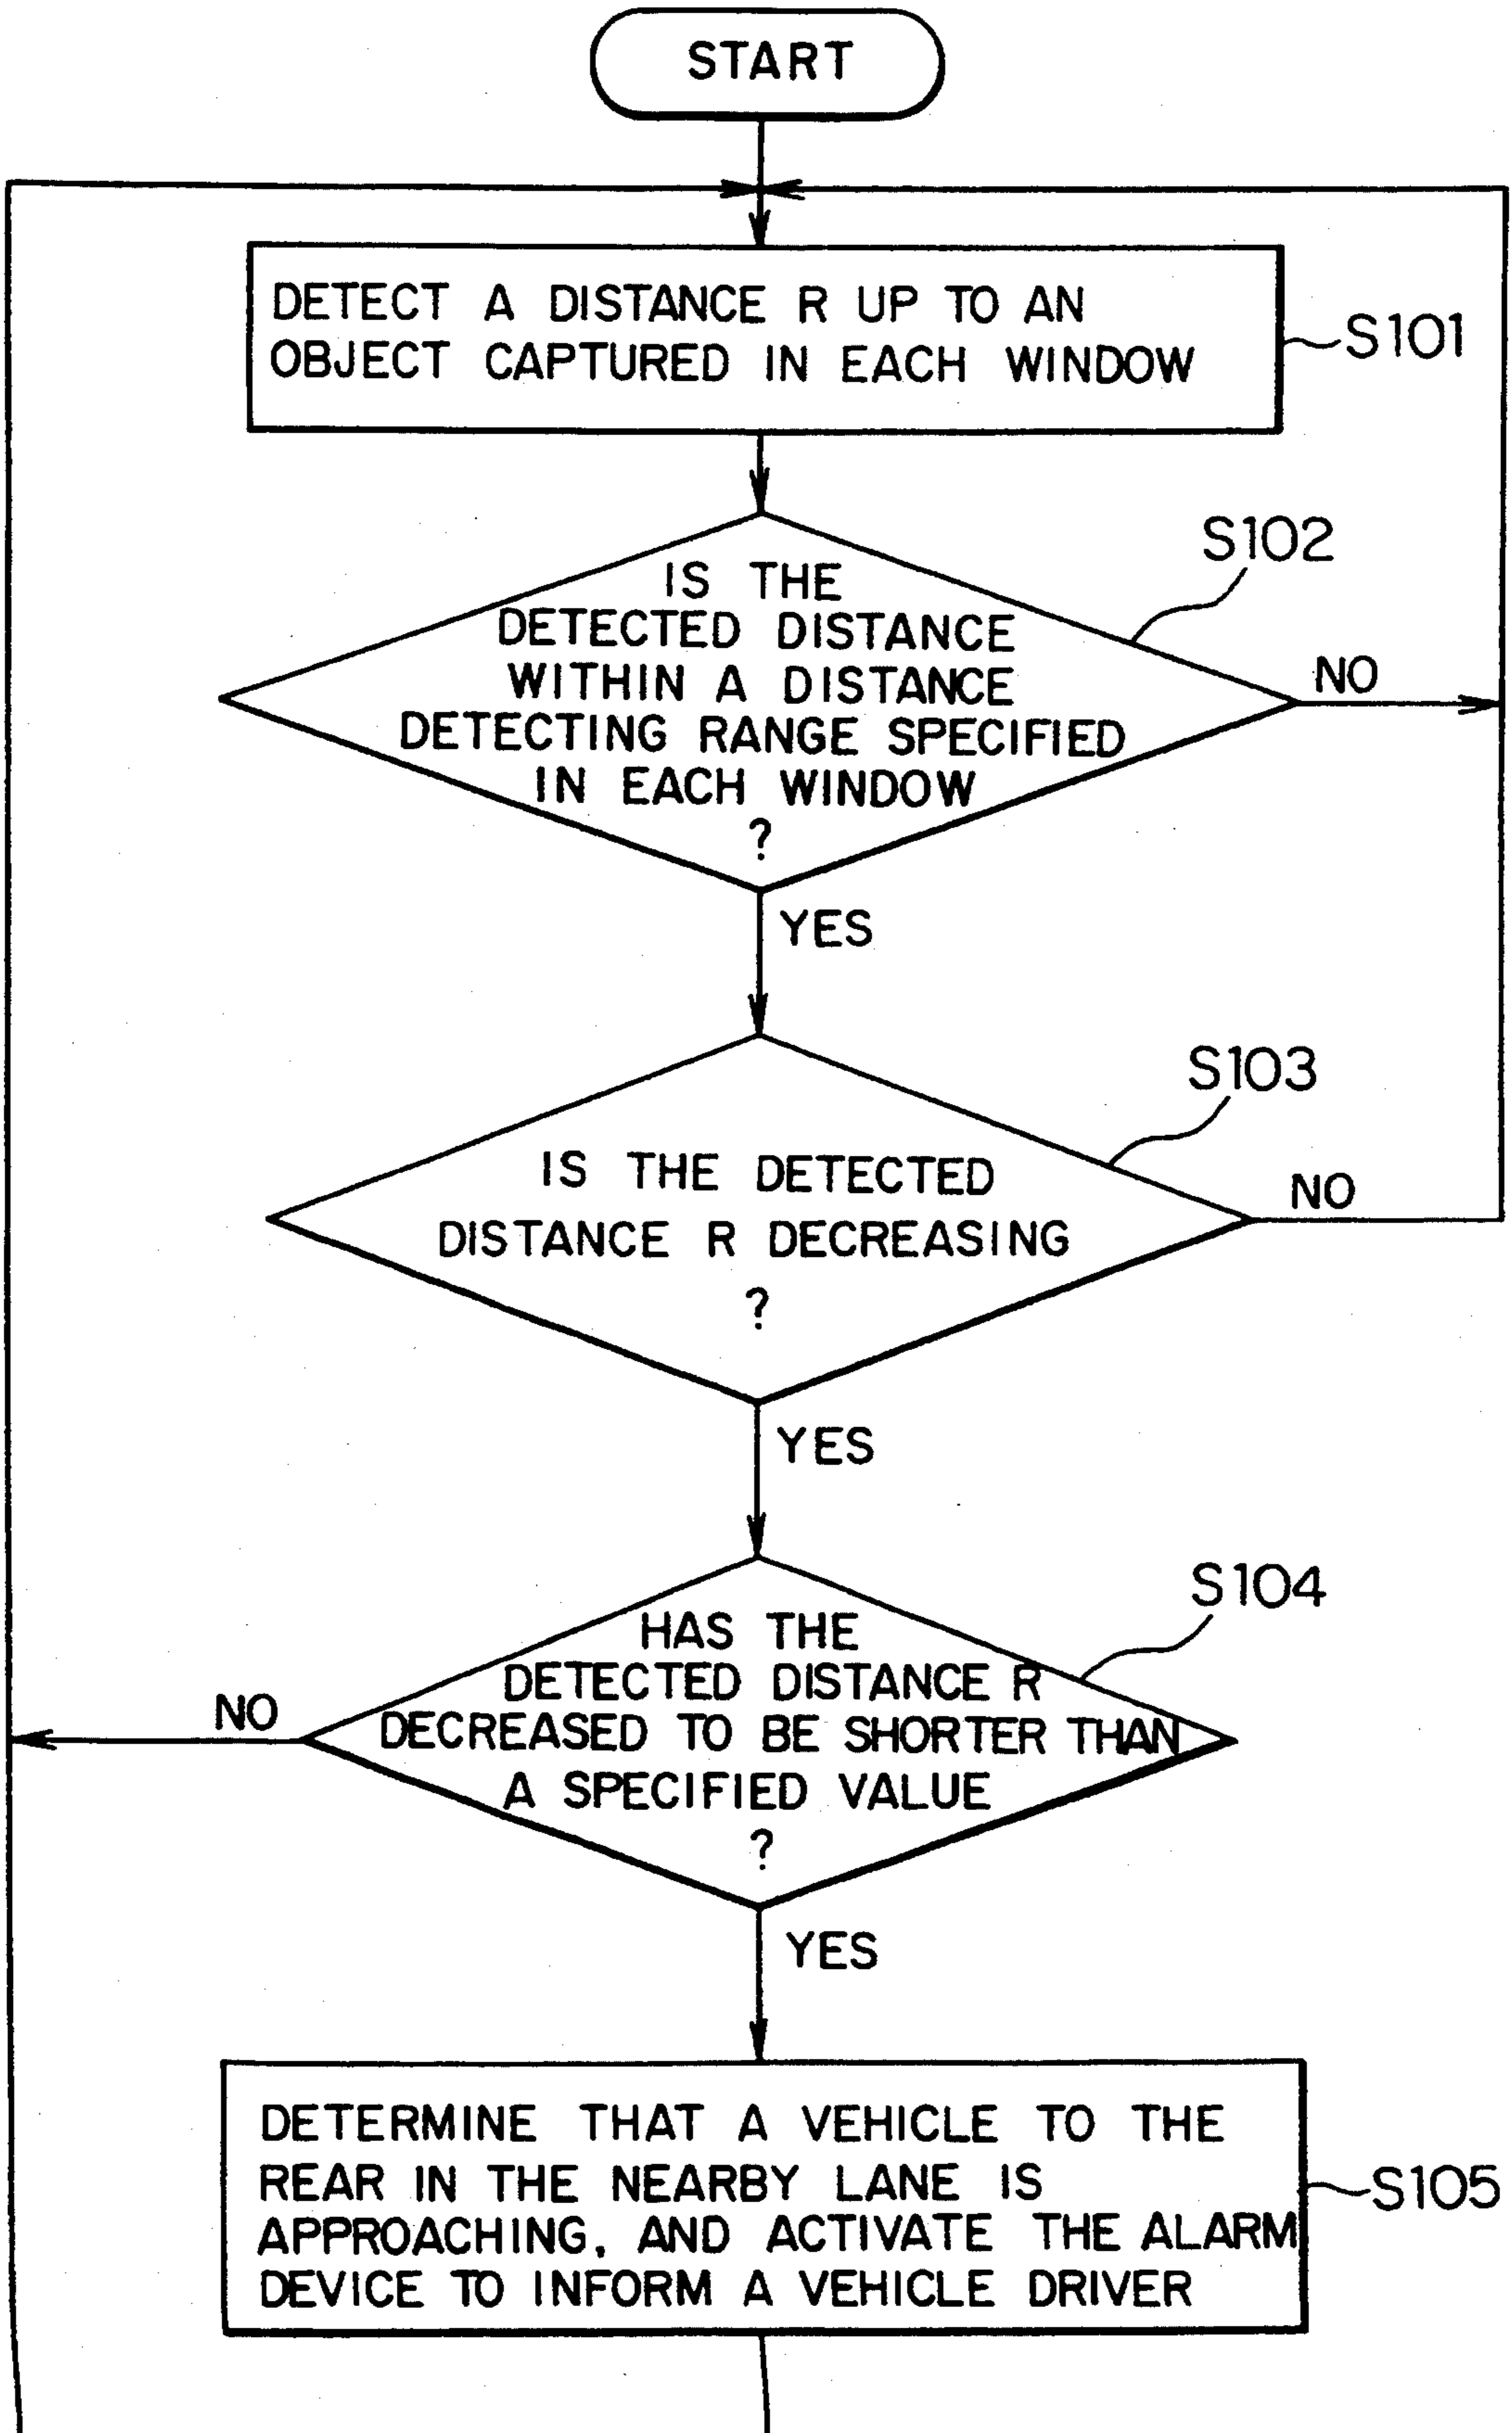 START
DETECT A DISTANCE R UP TO AN
OBJECT CAPTURED IN EACH WINDOW
S101
S102
IS THE
DETECTED DISTANCE
WITHIN A DISTANCE
DETECTING RANGE SPECIFIED
IN EACH WINDOW
?
NO
YES
S103
IS THE DETECTED
DISTANCE R DECREASING
?
NO
YES
S104
HAS THE
DETECTED DISTANCE R
DECREASED TO BE SHORTER THAN
A SPECIFIED VALUE
?
NO
YES
DETERMINE THAT A VEHICLE TO THE
REAR IN THE NEARBY LANE IS
APPROACHING, AND ACTIVATE THE ALARM
DEVICE TO INFORM A VEHICLE DRIVER
S105